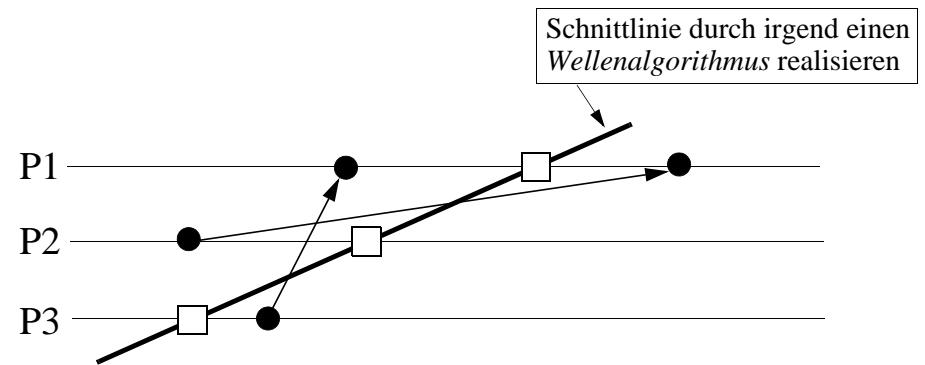 Schnittlinie durch irgend einen
Wellenalgorithmus realisieren
P1
P2
P3